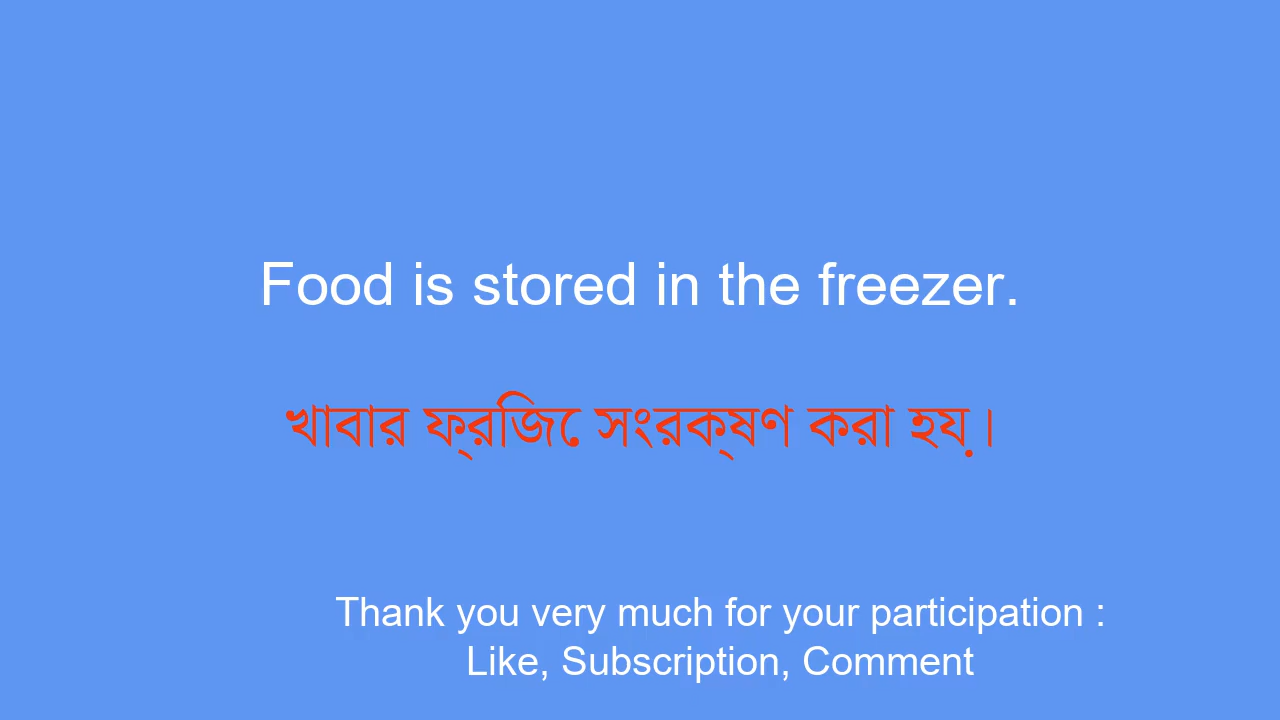 Food is stored in the freezer.
খাবার ফ্রিজে সংরক্ষণ করা হয়।
Thank you very much for your participation :
Like, Subscription, Comment